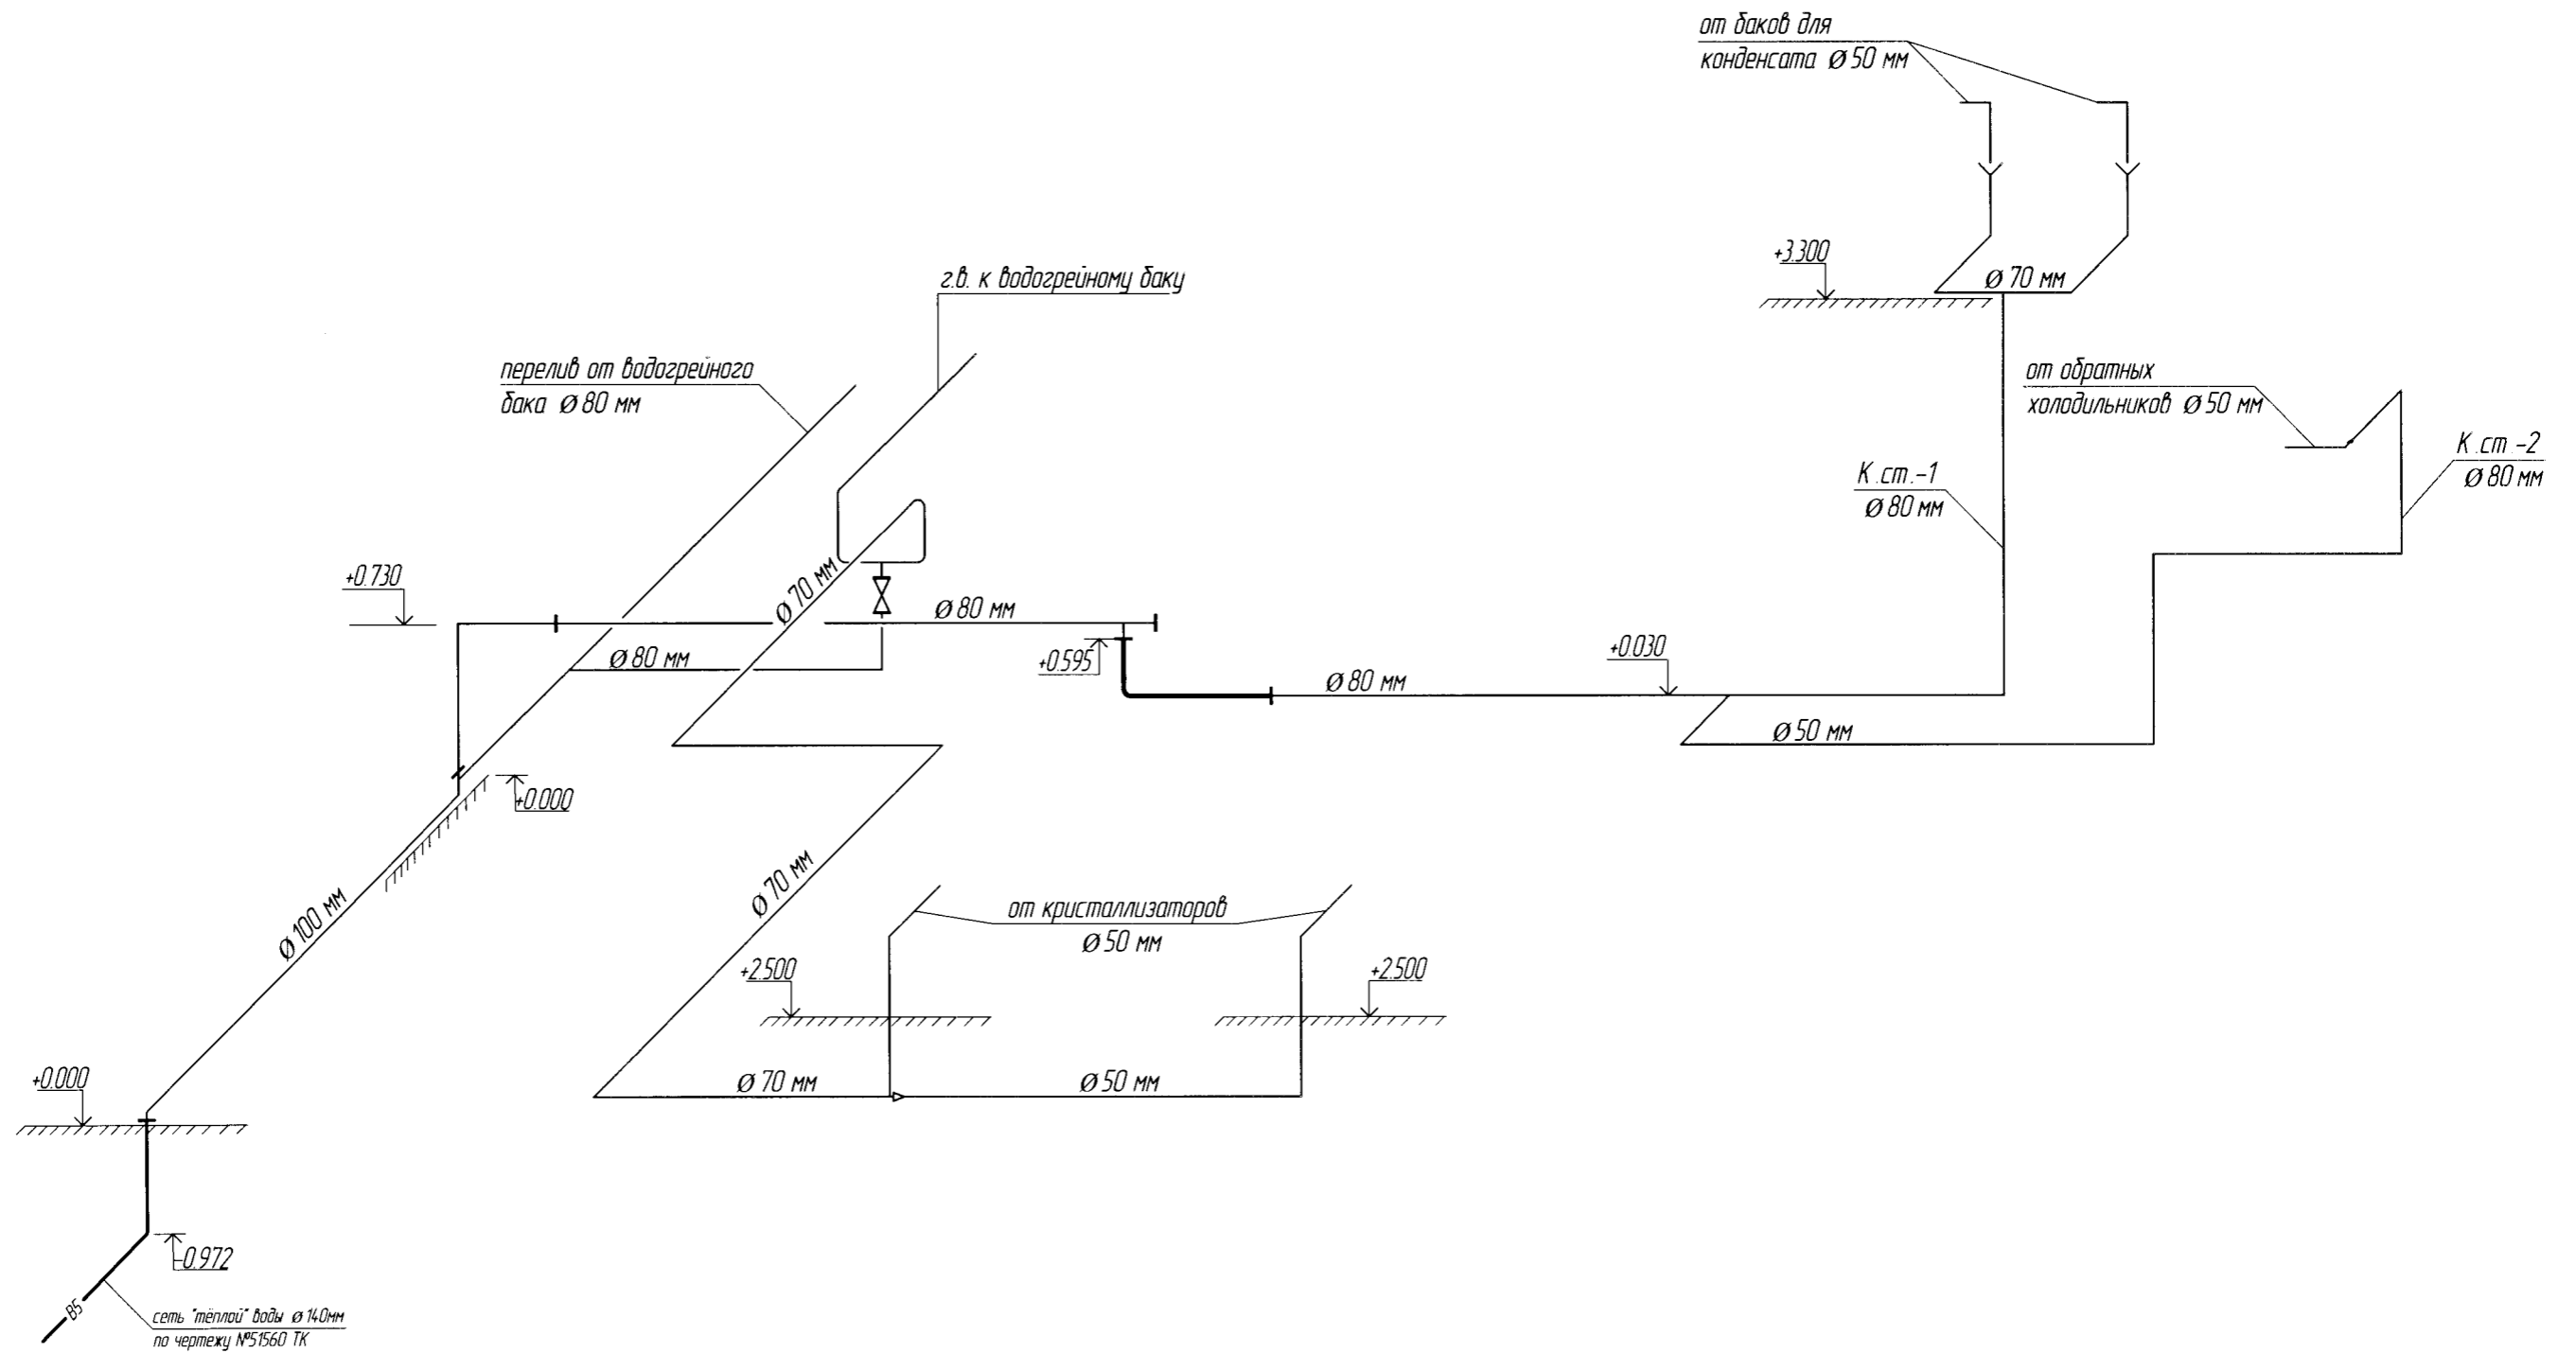 от баков для
конденсата Ø 50 мм
+3.300
Ø 70 мм
г.в. к водогрейному баку
перелив от водогрейного
бака Ø 80 мм
от обратных
холодильников Ø 50 мм
К.ст.-2
Ø 80 мм
К.ст.-1
Ø 80 мм
+0.730
Ø 70 мм
Ø 80 мм
Ø 80 мм
+0.595
+0.030
Ø 80 мм
Ø 50 мм
+0.000
Ø 70 мм
Ø 100 мм
от кристаллизаторов
Ø 50 мм
+2.500
+2.500
Ø 70 мм
Ø 50 мм
+0.000
-0.972
В5
сеть "тёплой" воды Ø 140мм
по чертежу №51560 ТК